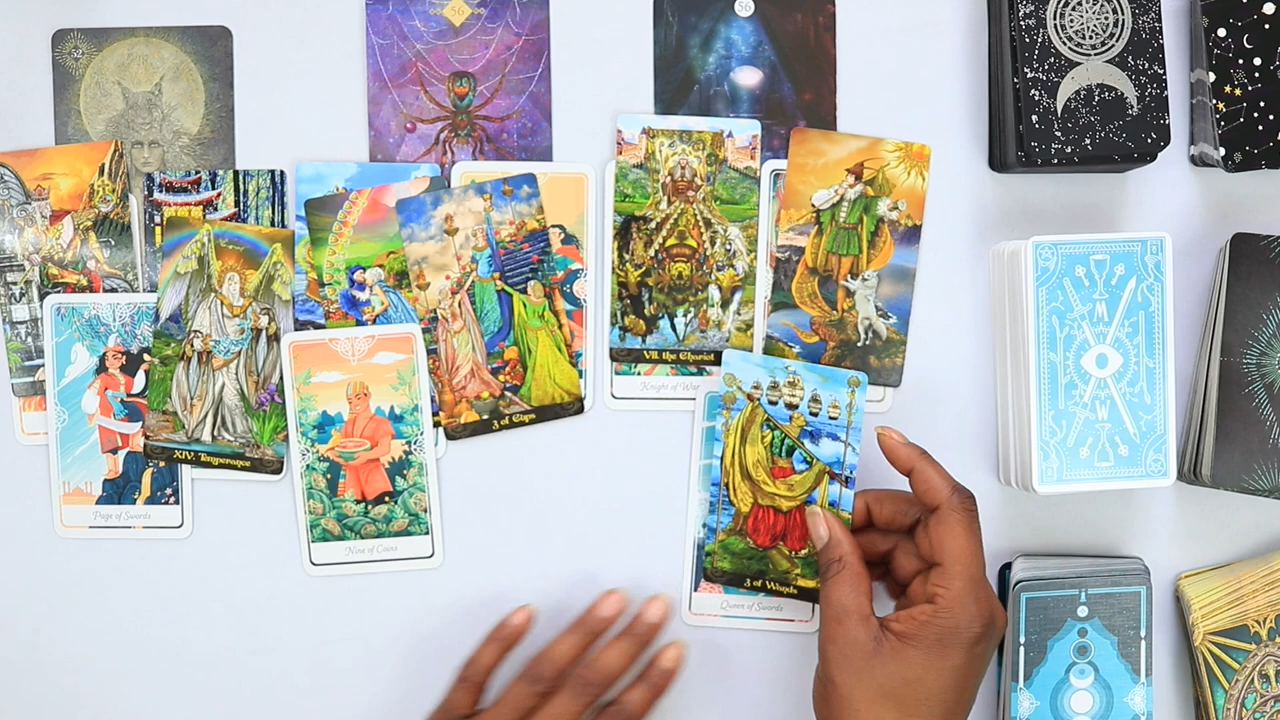 56
56
52
VII. the Chariot
Knight of Wan
XIV. Temperance
3 of Cups
Page of Swords
Nine of Coins
3 of Wands
Queen of Swords
M
W